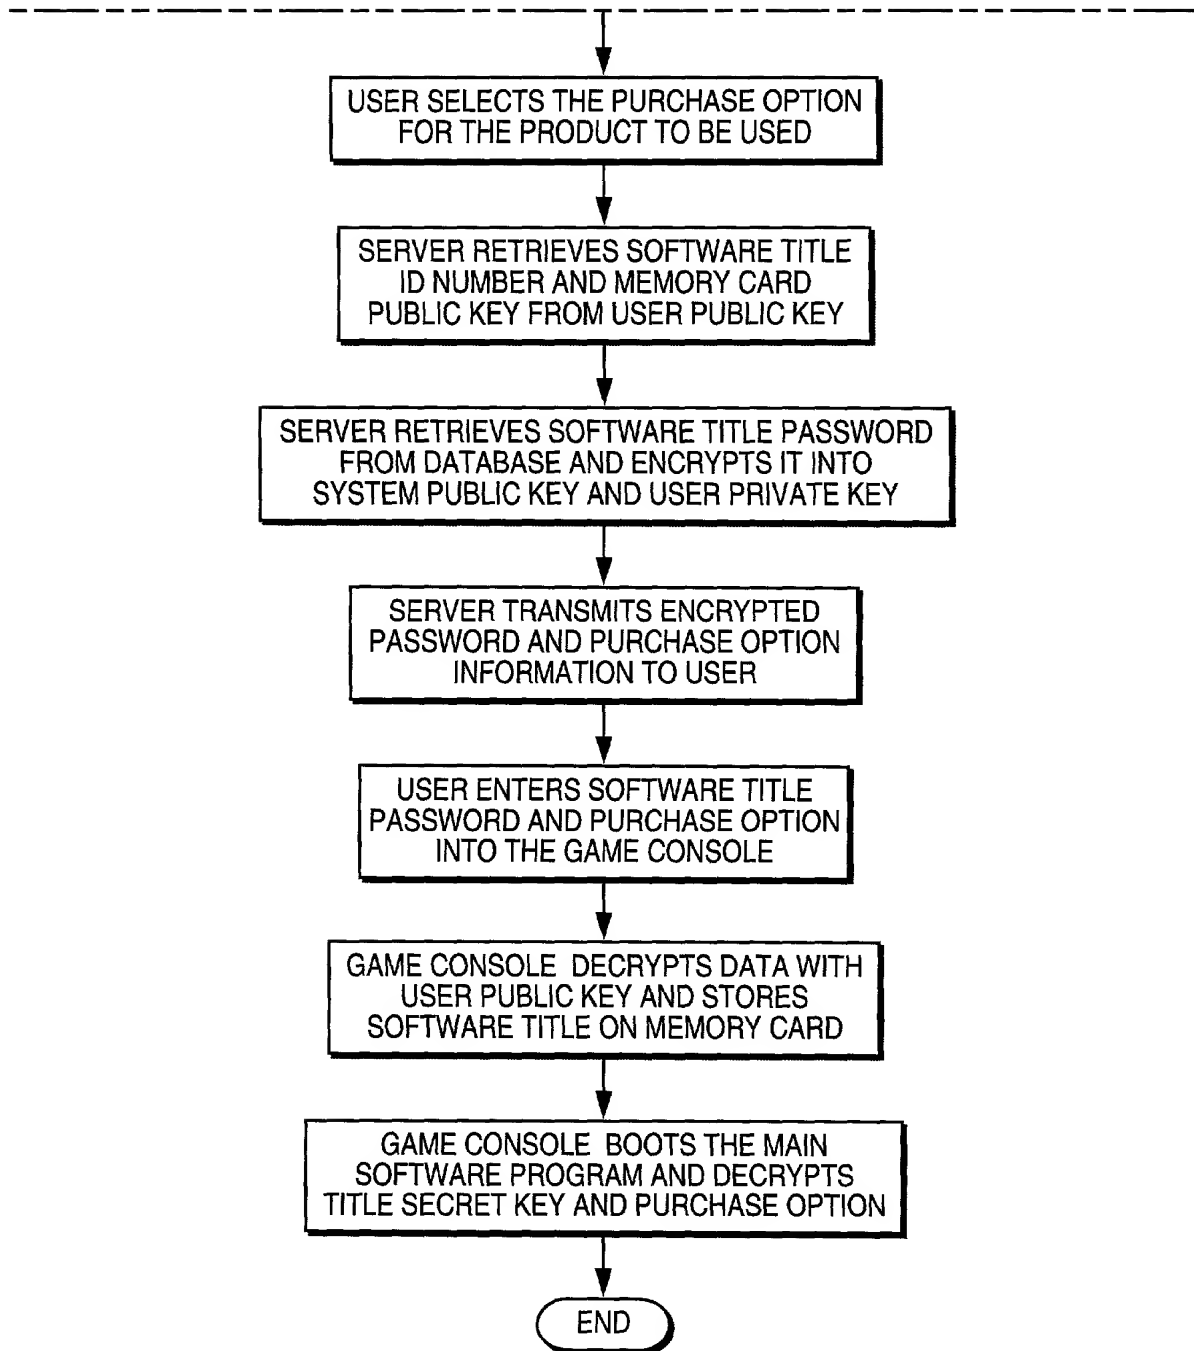 USER SELECTS THE PURCHASE OPTION
FOR THE PRODUCT TO BE USED
SERVER RETRIEVES SOFTWARE TITLE
ID NUMBER AND MEMORY CARD
PUBLIC KEY FROM USER PUBLIC KEY
SERVER RETRIEVES SOFTWARE TITLE PASSWORD
FROM DATABASE AND ENCRYPTS IT INTO
SYSTEM PUBLIC KEY AND USER PRIVATE KEY
SERVER TRANSMITS ENCRYPTED
PASSWORD AND PURCHASE OPTION
INFORMATION TO USER
USER ENTERS SOFTWARE TITLE
PASSWORD AND PURCHASE OPTION
INTO THE GAME CONSOLE
GAME CONSOLE DECRYPTS DATA WITH
USER PUBLIC KEY AND STORES
SOFTWARE TITLE ON MEMORY CARD
GAME CONSOLE BOOTS THE MAIN
SOFTWARE PROGRAM AND DECRYPTS
TITLE SECRET KEY AND PURCHASE OPTION
END